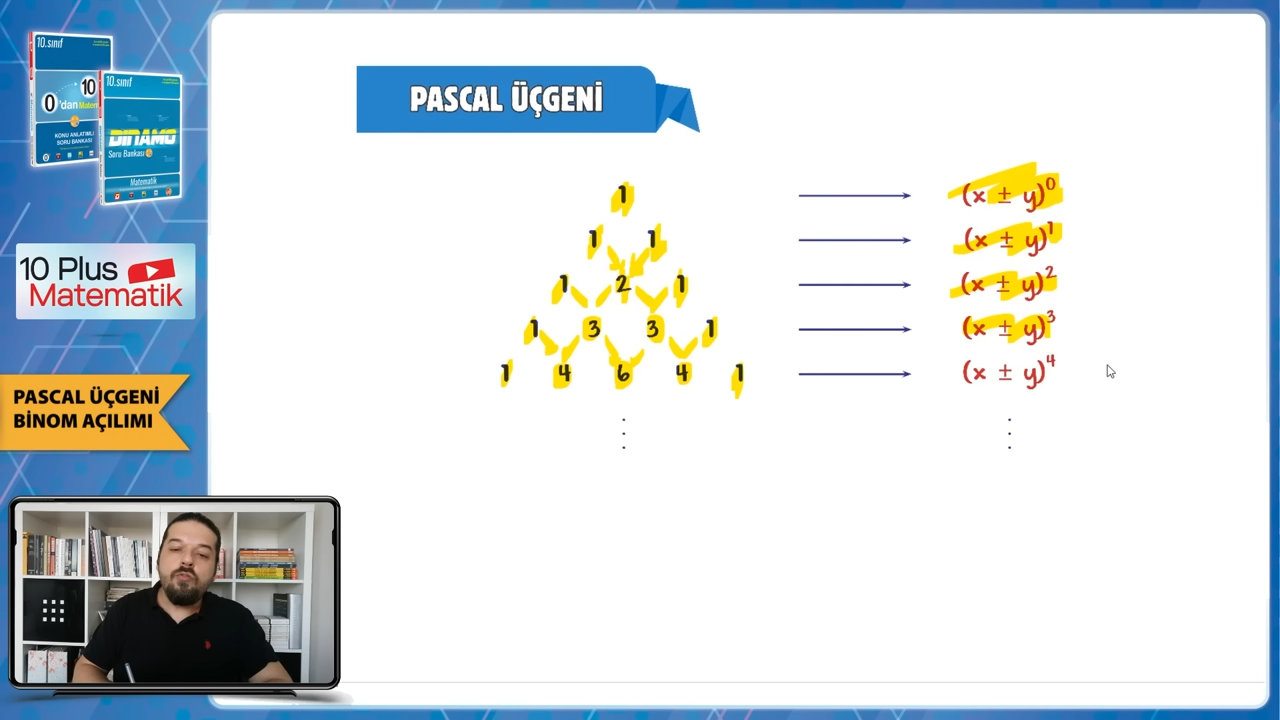 10.sınıf
0'dan 10
Matem
KONU ANLATIMLI
SORU BANKASI
10.sınıf
DİNAMO
Soru Bankası
Matematik
10 Plus
Matematik
PASCAL ÜÇGENİ
BİNOM AÇILIMI
PASCAL ÜÇGENİ
1 (x ± y)⁰
1 1 (x ± y)¹
1 2 1 (x ± y)²
1 3 3 1 (x ± y)³
1 4 6 4 1 (x ± y)⁴